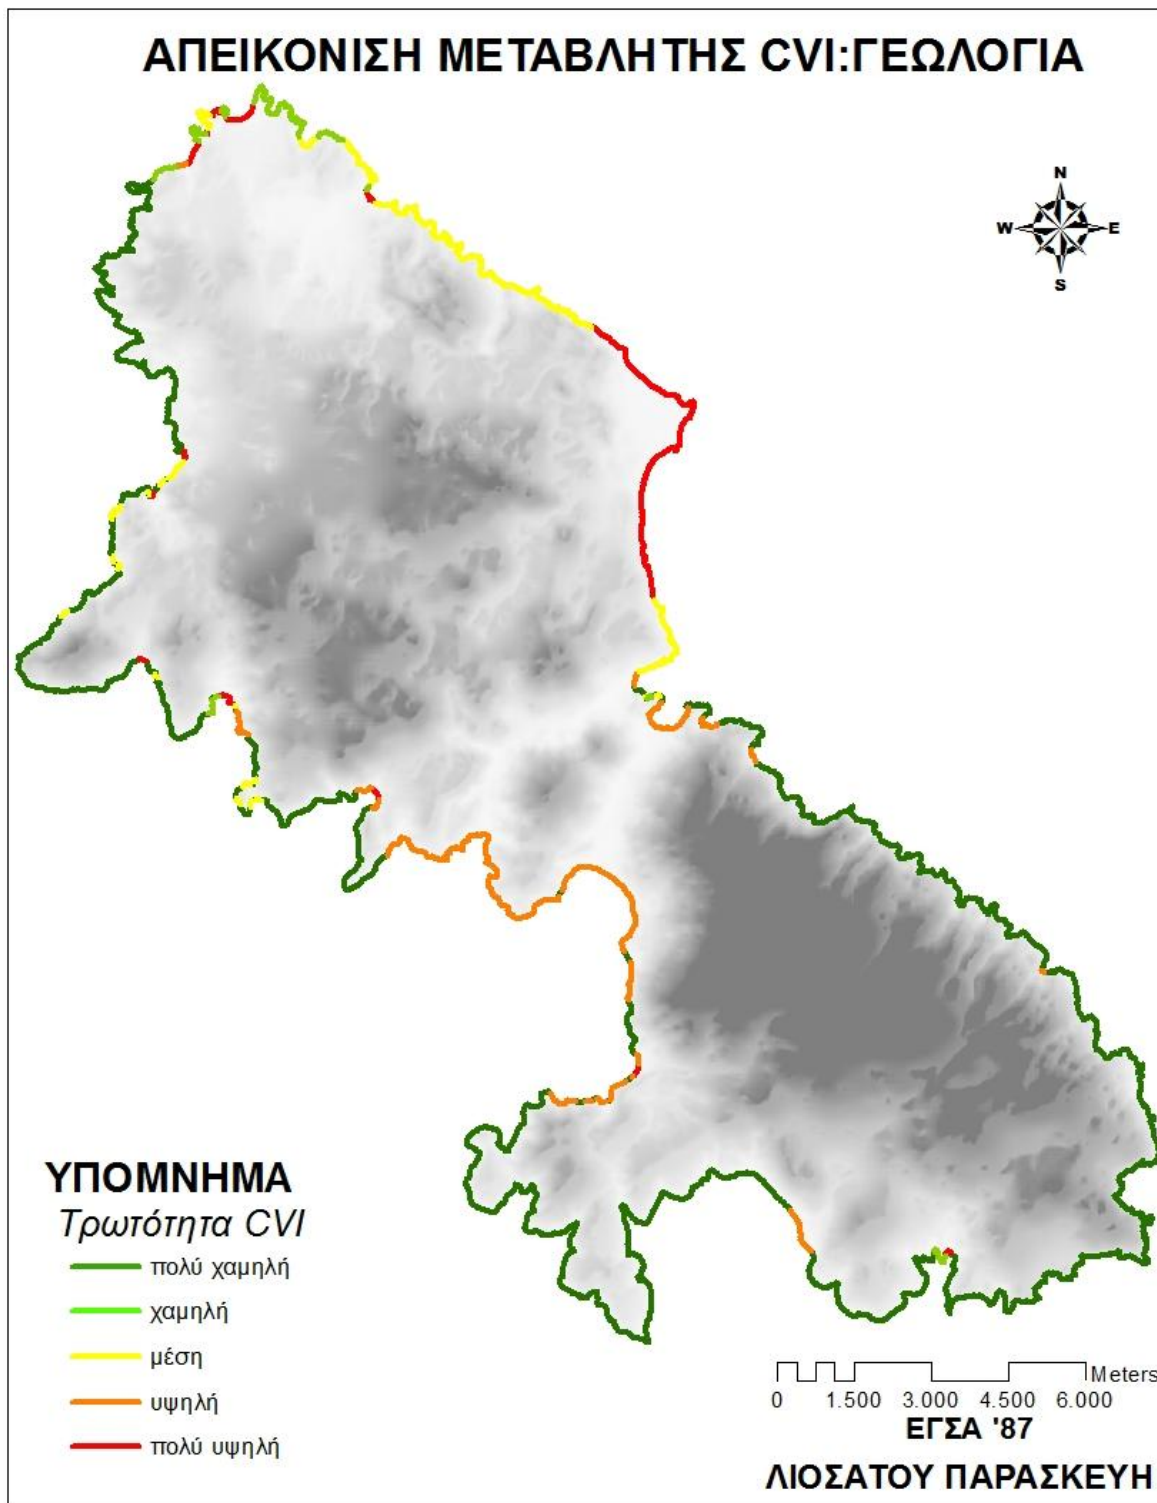 ΑΠΕΙΚΟΝΙΣΗ ΜΕΤΑΒΛΗΤΗΣ CVI:ΓΕΩΛΟΓΙΑ
N
W E
S
ΥΠΟΜΝΗΜΑ
Τρωτότητα CVI
πολύ χαμηλή
χαμηλή
μέση
υψηλή
πολύ υψηλή
Meters
0 1.500 3.000 4.500 6.000
ΕΓΣΑ '87
ΛΙΟΣΑΤΟΥ ΠΑΡΑΣΚΕΥΗ